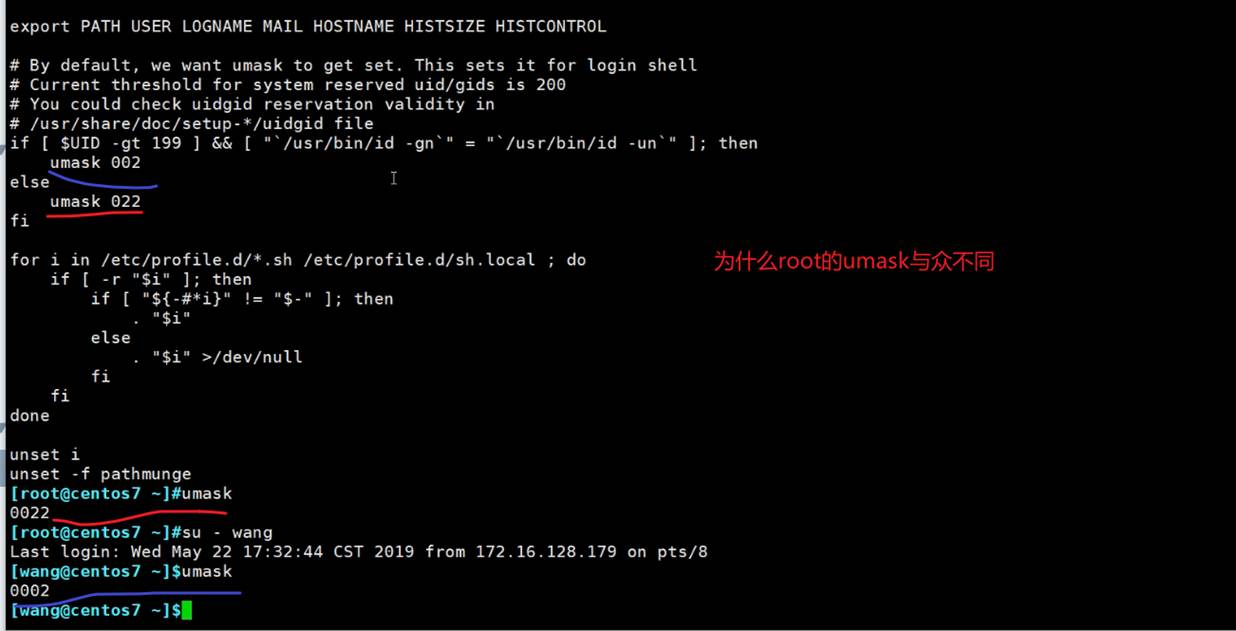 export PATH USER LOGNAME MAIL HOSTNAME HISTSIZE HISTCONTROL
# By default, we want umask to get set. This sets it for login shell
# Current threshold for system reserved uid/gids is 200
# You could check uidgid reservation validity in
# /usr/share/doc/setup-*/uidgid file
if [ $UID -gt 199 ] && [ "`/usr/bin/id -gn`" = "`/usr/bin/id -un`" ]; then
    umask 002
else
    umask 022
fi
for i in /etc/profile.d/*.sh /etc/profile.d/sh.local ; do
为什么root的umask与众不同
    if [ -r "$i" ]; then
        if [ "${-#*i}" != "$-" ]; then
            . "$i"
        else
            . "$i" >/dev/null
        fi
    fi
done
unset i
unset -f pathmunge
[root@centos7 ~]#umask
0022
[root@centos7 ~]#su - wang
Last login: Wed May 22 17:32:44 CST 2019 from 172.16.128.179 on pts/8
[wang@centos7 ~]$umask
0002
[wang@centos7 ~]$